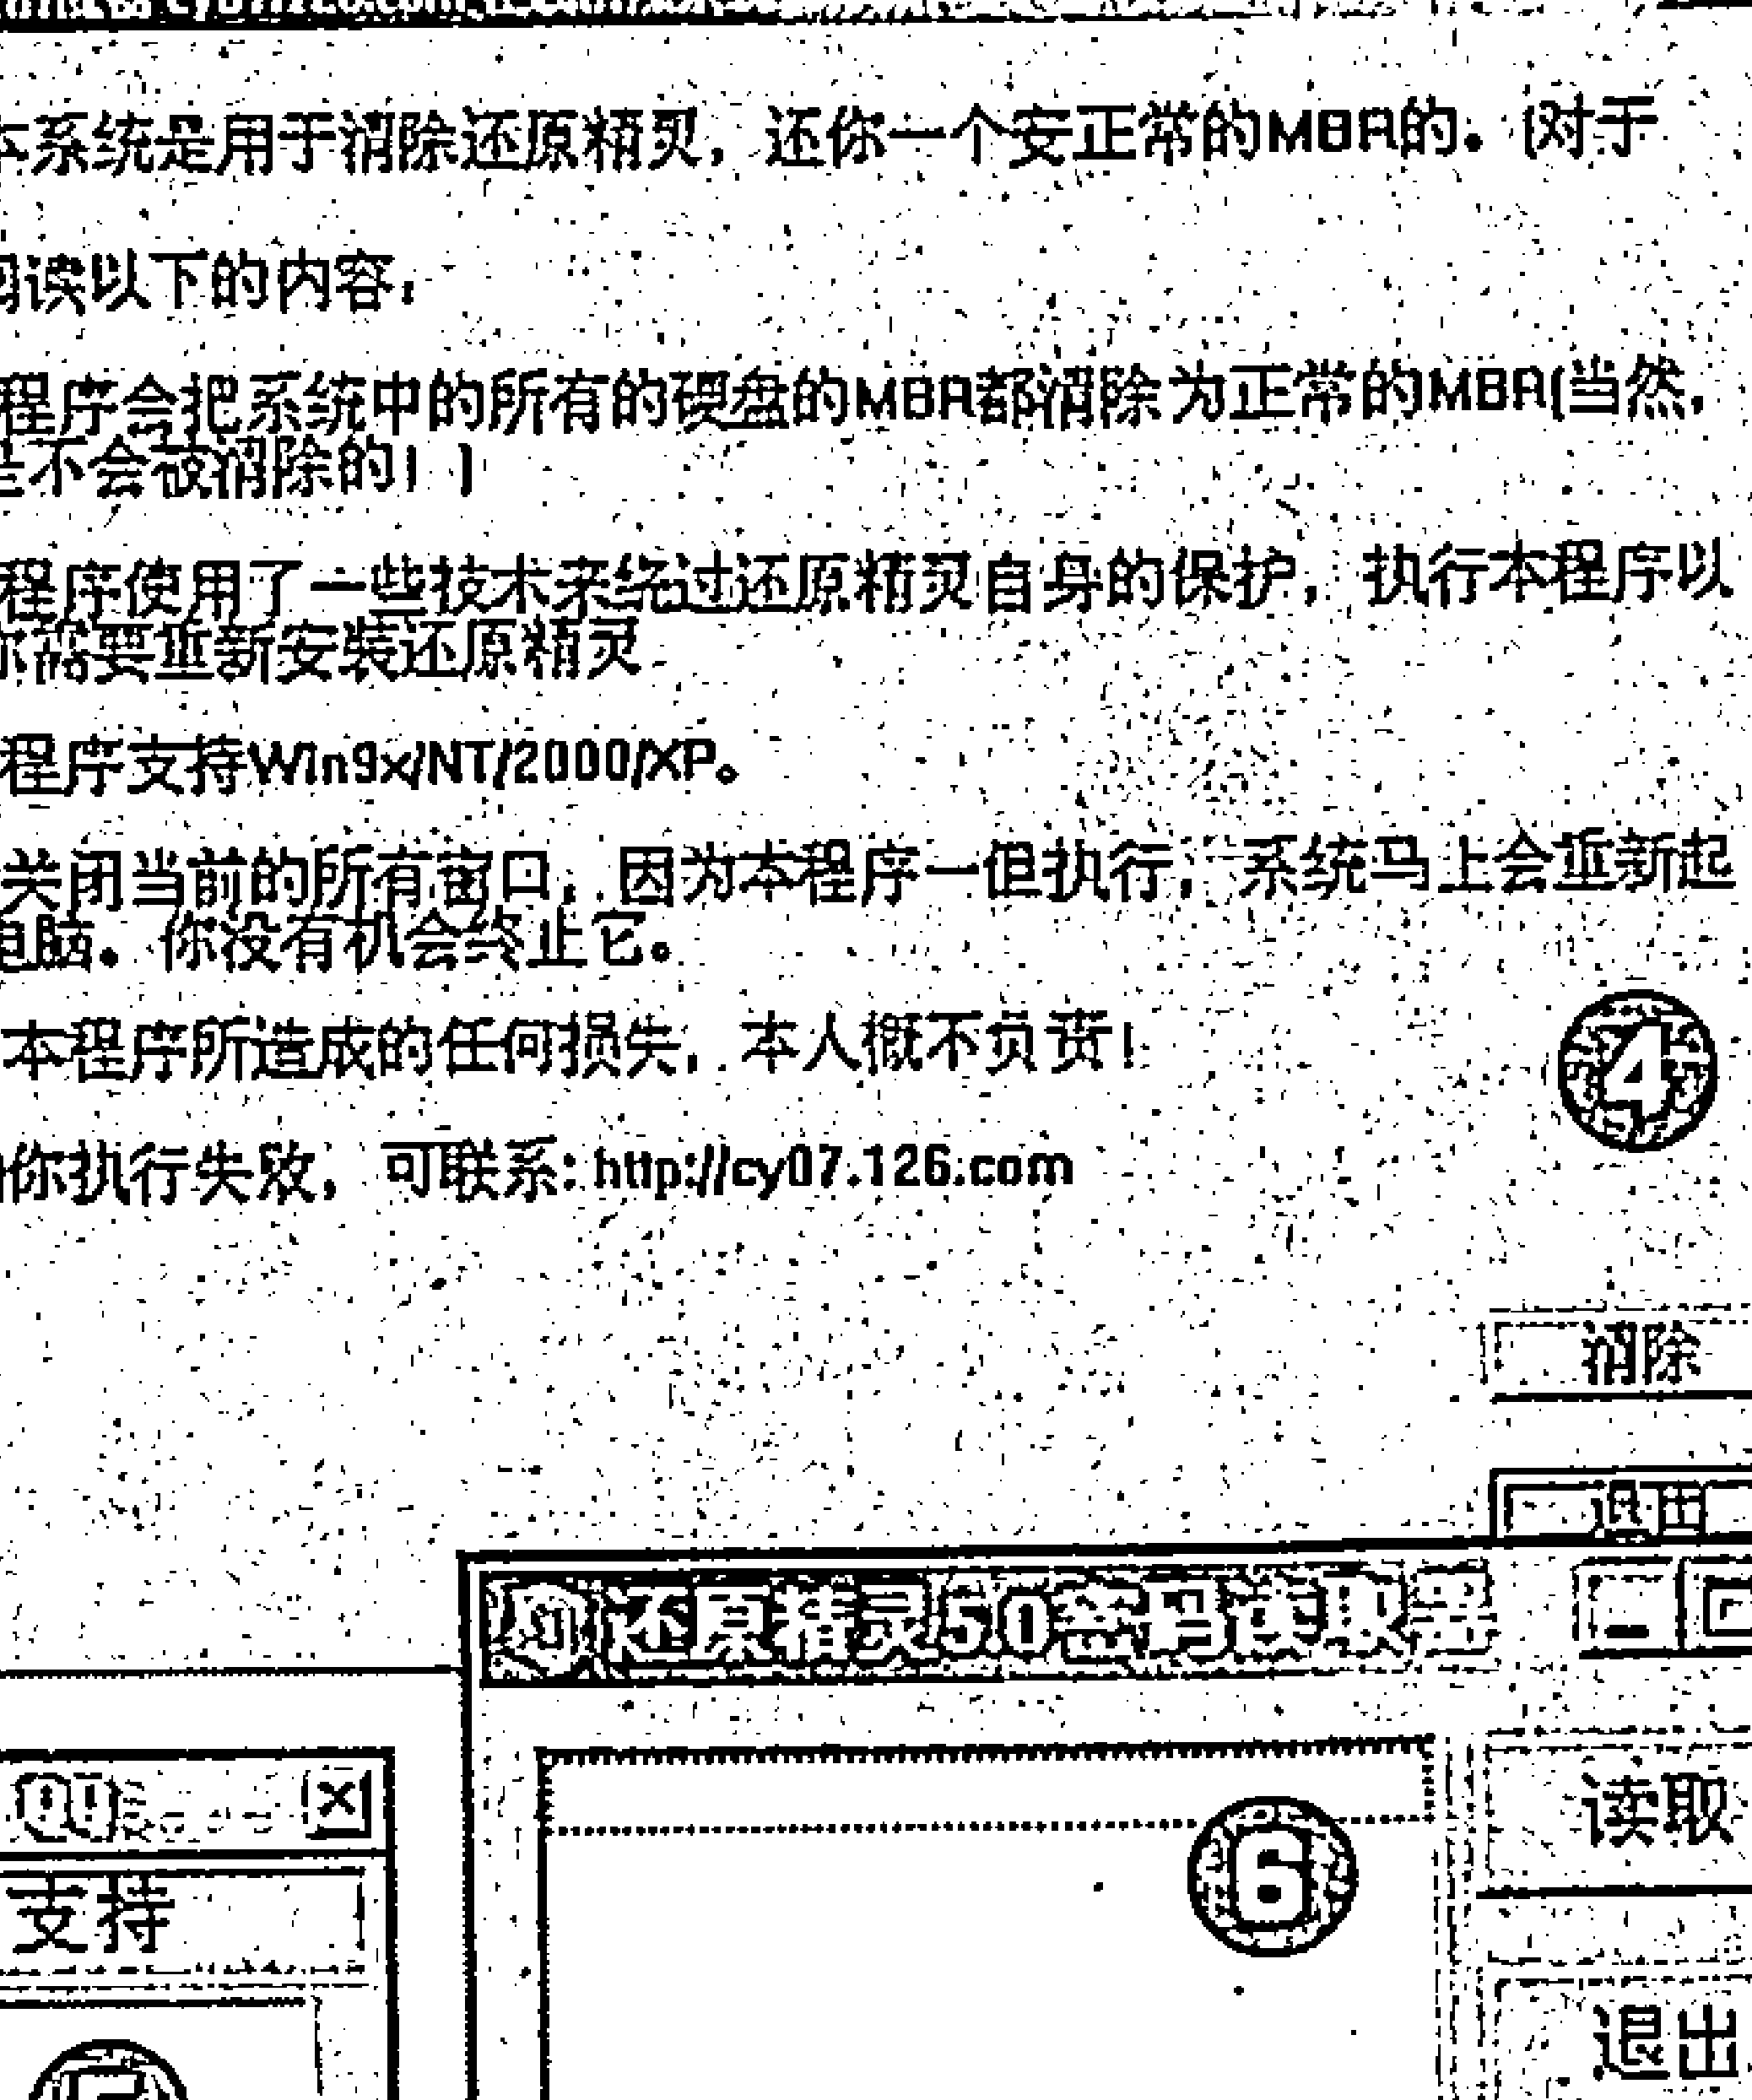 本系统是用于消除还原精灵，还你一个安正常的MBR的。(对于
阅读以下的内容：
程序会把系统中的所有的硬盘的MBR都消除为正常的MBR(当然，
是不会被消除的！)
程序使用了一些技术来绕过还原精灵自身的保护，执行本程序以
你需要重新安装还原精灵
程序支持Win9x/NT/2000/XP。
关闭当前的所有窗口，因为本程序一但执行，系统马上会重新起
电脑。你没有机会终止它。
本程序所造成的任何损失，本人概不负责！
你执行失败，可联系：http://cy07.126.com
4
消除
退出
还原精灵5.0密码读取器
读取
6
支持
退出